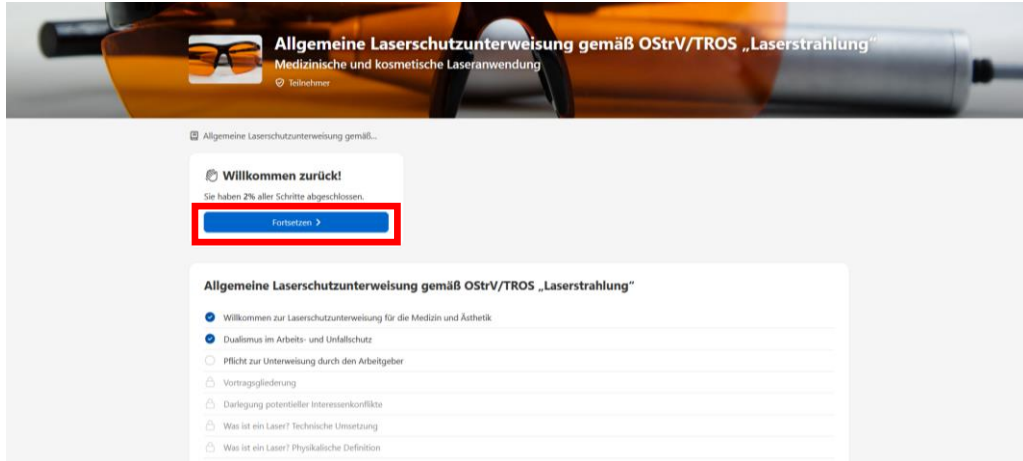 Allgemeine Laserschutzunterweisung gemäß OStrV/TROS „Laserstrahlung“
Medizinische und kosmetische Laseranwendung
Teilnehmer
Allgemeine Laserschutzunterweisung gemäß...
Willkommen zurück!
Sie haben 2% aller Schritte abgeschlossen.
Fortsetzen
Allgemeine Laserschutzunterweisung gemäß OStrV/TROS „Laserstrahlung“
Willkommen zur Laserschutzunterweisung für die Medizin und Ästhetik
Dualismus im Arbeits- und Unfallschutz
Pflicht zur Unterweisung durch den Arbeitgeber
Vortragsgliederung
Darlegung potentieller Interessenkonflikte
Was ist ein Laser? Technische Umsetzung
Was ist ein Laser? Physikalische Definition